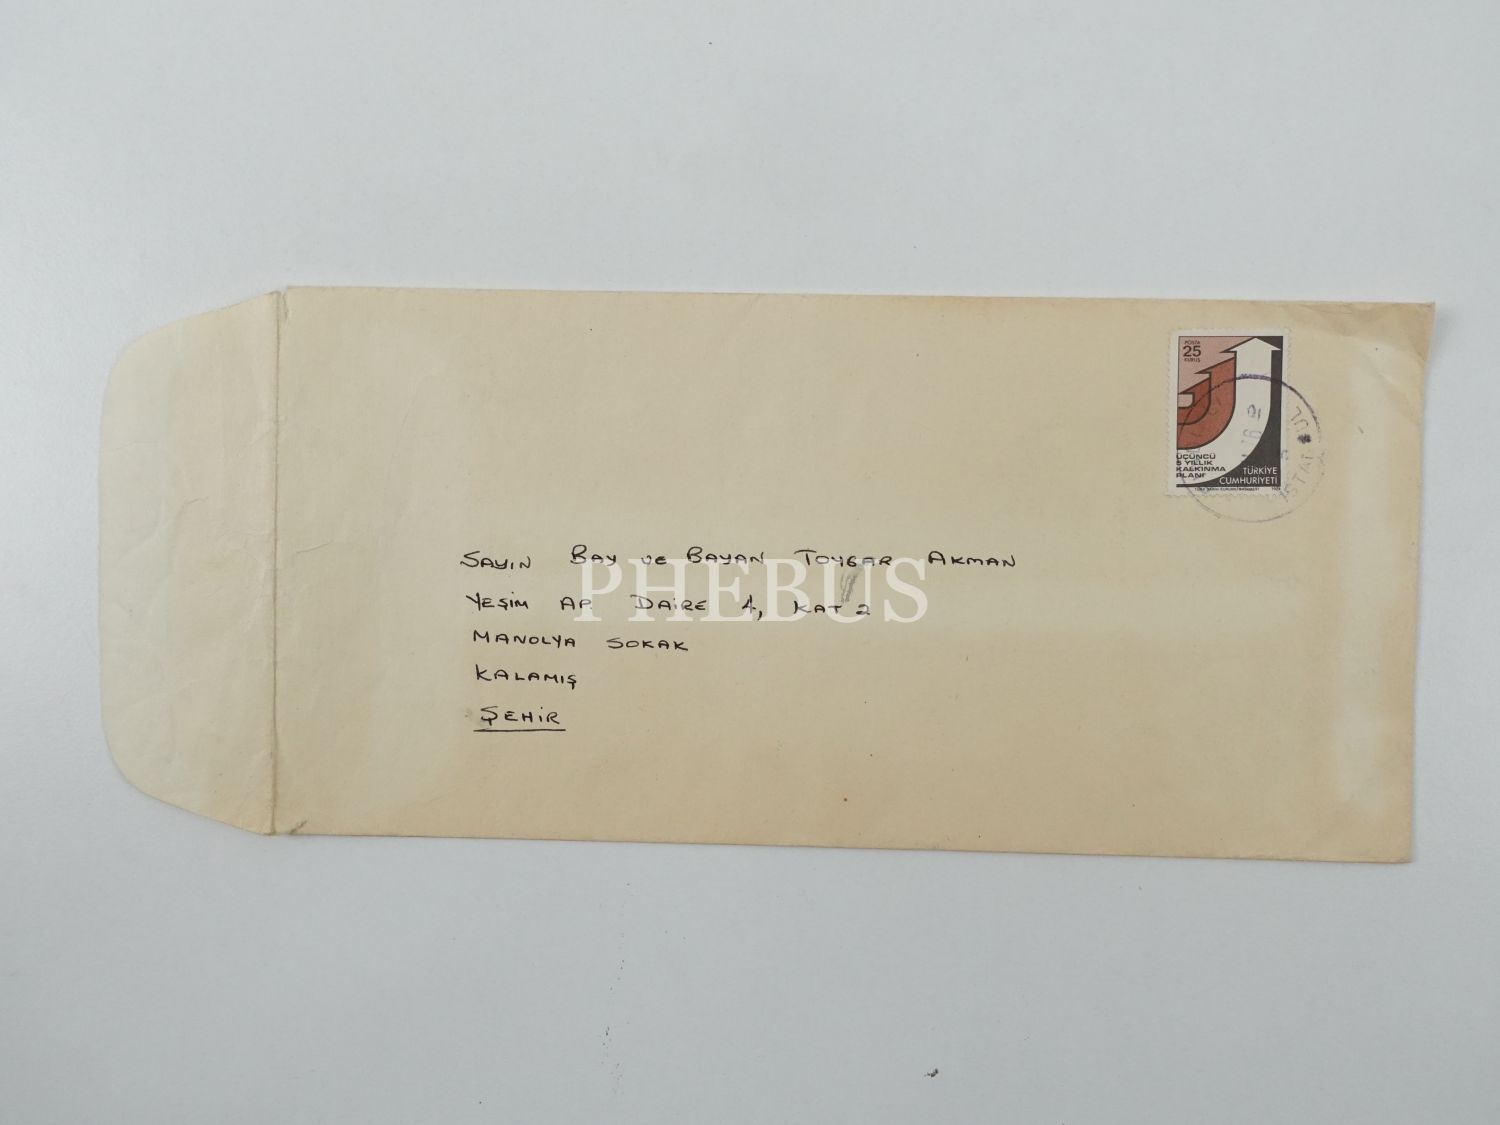 POSTA
25
KURUŞ
ÜÇÜNCÜ
5 YILLIK
KALKINMA
PLANI
TÜRKİYE
CUMHURİYETİ
SAYIN BAY VE BAYAN TOYGAR AKMAN
YEŞİM AP. DAİRE 4, KAT 2
MANOLYA SOKAK
KALAMIŞ
ŞEHİR
PHEBUS